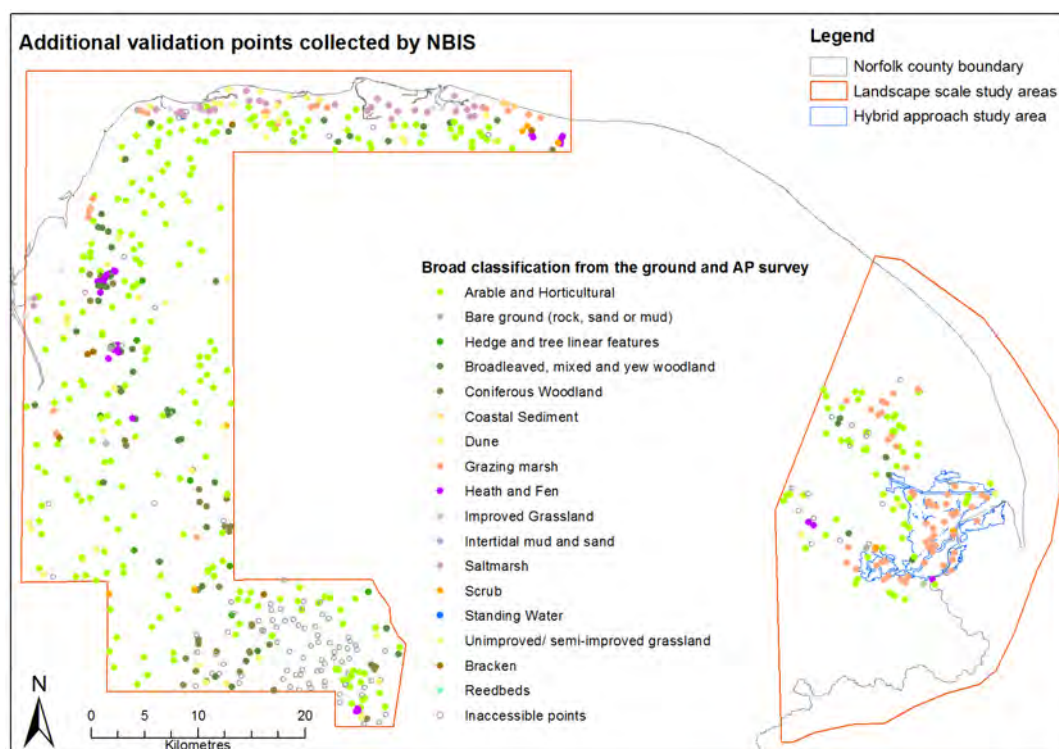 Additional validation points collected by NBIS
Legend
Norfolk county boundary
Landscape scale study areas
Hybrid approach study area
Broad classification from the ground and AP survey
Arable and Horticultural
Bare ground (rock, sand or mud)
Hedge and tree linear features
Broadleaved, mixed and yew woodland
Coniferous Woodland
Coastal Sediment
Dune
Grazing marsh
Heath and Fen
Improved Grassland
Intertidal mud and sand
Saltmarsh
Scrub
Standing Water
Unimproved/ semi-improved grassland
Bracken
Reedbeds
Inaccessible points
N
0 5 10 20
Kilometres